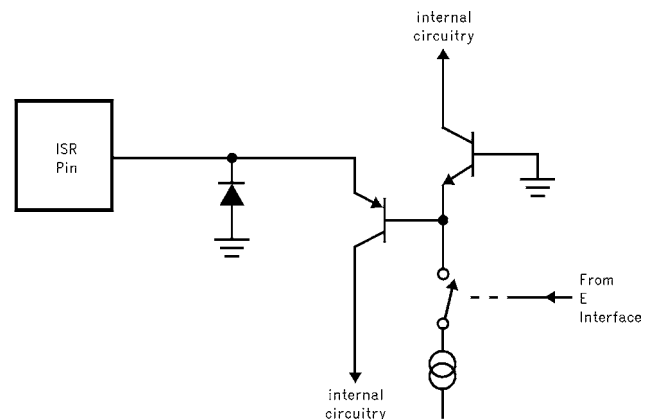 internal
circuitry
ISR
Pin
From
E
Interface
internal
circuitry